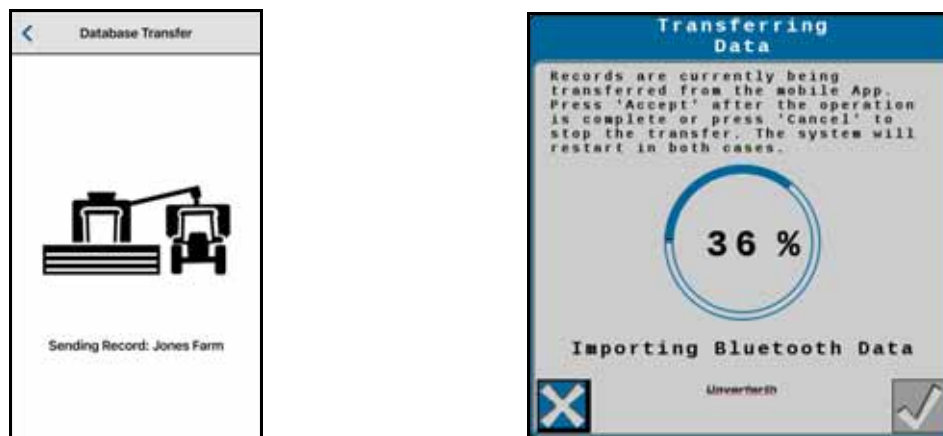 Database Transfer
Sending Record: Jones Farm
Transferring
Data
Records are currently being
transferred from the mobile App.
Press 'Accept' after the operation
is complete or press 'Cancel' to
stop the transfer. The system will
restart in both cases.
36 %
Importing Bluetooth Data
Unverferth